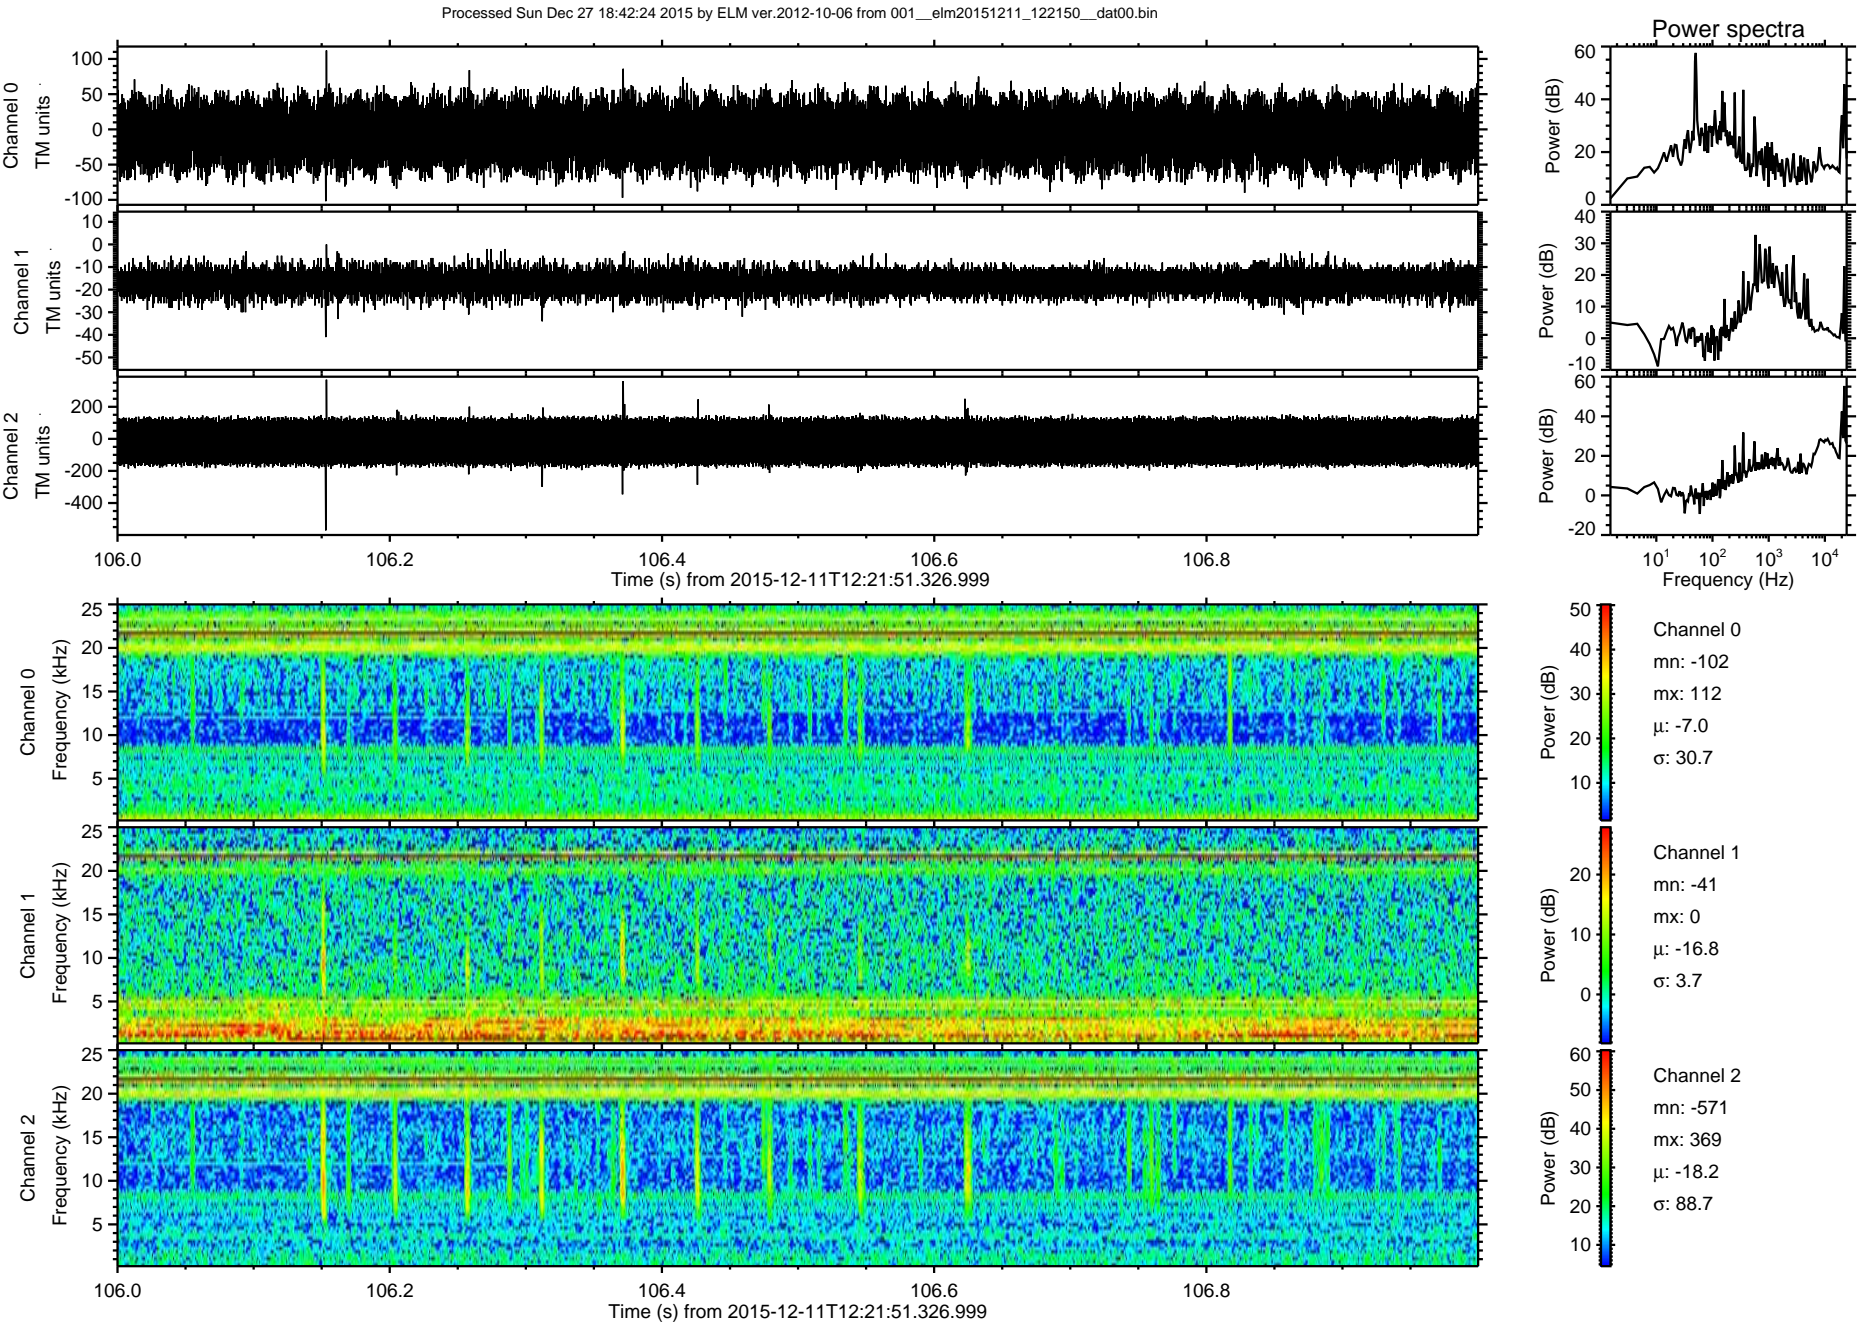 Processed Sun Dec 27 18:42:24 2015 by ELM ver.2012-10-06 from 001__elm20151211_122150__dat00.bin
Power spectra
Channel 0
TM units
100
50
0
-50
-100
Power (dB)
60
40
20
0
Channel 1
TM units
10
0
-10
-20
-30
-40
-50
Power (dB)
40
30
20
10
0
-10
Channel 2
TM units
200
0
-200
-400
Power (dB)
60
40
20
0
-20
106.0 106.2 106.4 106.6 106.8
Time (s) from 2015-12-11T12:21:51.326.999
10¹ 10² 10³ 10⁴
Frequency (Hz)
Channel 0
Frequency (kHz)
25
20
15
10
5
Power (dB)
50
40
30
20
10
Channel 0
mn: -102
mx: 112
µ: -7.0
σ: 30.7
Channel 1
Frequency (kHz)
25
20
15
10
5
Power (dB)
20
10
0
Channel 1
mn: -41
mx: 0
µ: -16.8
σ: 3.7
Channel 2
Frequency (kHz)
25
20
15
10
5
Power (dB)
60
50
40
30
20
10
Channel 2
mn: -571
mx: 369
µ: -18.2
σ: 88.7
106.0 106.2 106.4 106.6 106.8
Time (s) from 2015-12-11T12:21:51.326.999